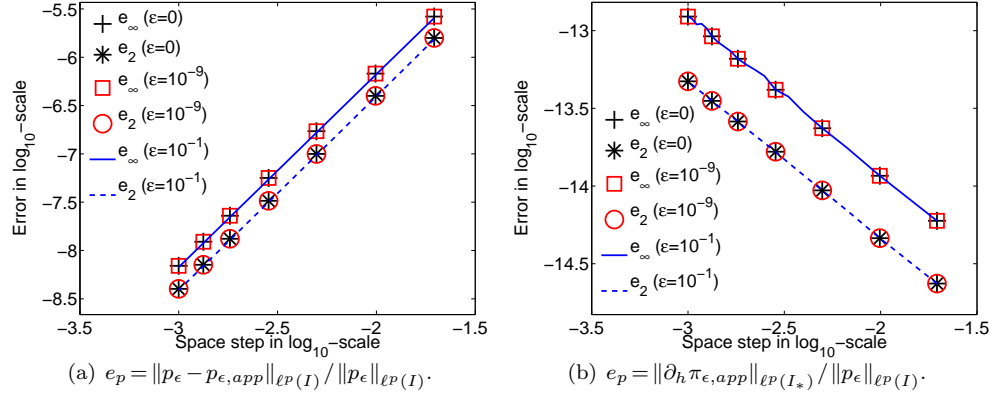 −5.5
−6
−6.5
−7
−7.5
−8
−8.5
−3.5
−3
−2.5
−2
−1.5
Error in log₁₀−scale
Space step in log₁₀−scale
e∞ (ε=0)
e₂ (ε=0)
e∞ (ε=10⁻⁹)
e₂ (ε=10⁻⁹)
e∞ (ε=10⁻¹)
e₂ (ε=10⁻¹)
(a) eₚ = ‖pϵ − pϵ,app‖ℓᵖ(I) / ‖pϵ‖ℓᵖ(I).
−13
−13.5
−14
−14.5
−3.5
−3
−2.5
−2
−1.5
Error in log₁₀−scale
Space step in log₁₀−scale
e∞ (ε=0)
e₂ (ε=0)
e∞ (ε=10⁻⁹)
e₂ (ε=10⁻⁹)
e∞ (ε=10⁻¹)
e₂ (ε=10⁻¹)
(b) eₚ = ‖∂ₕπϵ,app‖ℓᵖ(I∗) / ‖pϵ‖ℓᵖ(I).